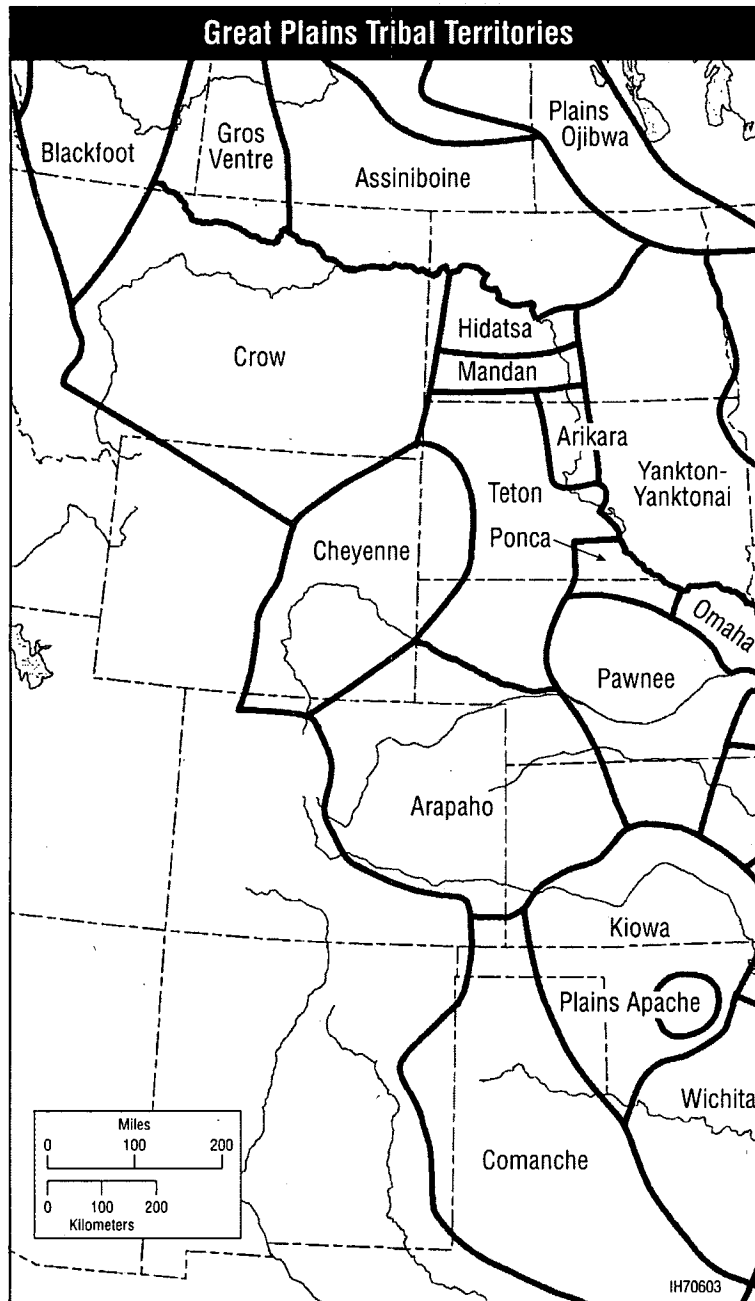 Great Plains Tribal Territories
Plains
Ojibwa
Blackfoot
Gros
Ventre
Assiniboine
Hidatsa
Crow
Mandan
Arikara
Yankton-
Yanktonai
Teton
Ponca
Cheyenne
Omaha
Pawnee
Arapaho
Kiowa
Plains Apache
Wichita
Comanche
Miles
0 100 200
0 100 200
Kilometers
IH70603